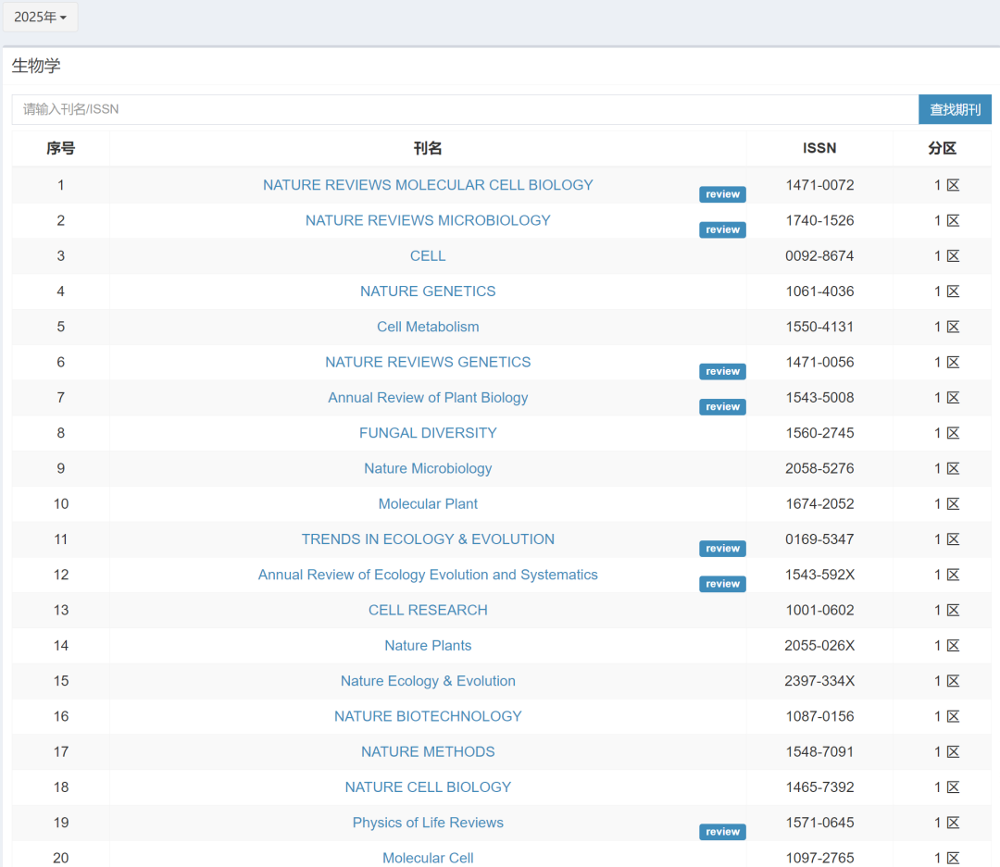 2025年
生物学
请输入刊名/ISSN 查找期刊
序号 刊名 ISSN 分区
1 NATURE REVIEWS MOLECULAR CELL BIOLOGY review 1471-0072 1 区
2 NATURE REVIEWS MICROBIOLOGY review 1740-1526 1 区
3 CELL 0092-8674 1 区
4 NATURE GENETICS 1061-4036 1 区
5 Cell Metabolism 1550-4131 1 区
6 NATURE REVIEWS GENETICS review 1471-0056 1 区
7 Annual Review of Plant Biology review 1543-5008 1 区
8 FUNGAL DIVERSITY 1560-2745 1 区
9 Nature Microbiology 2058-5276 1 区
10 Molecular Plant 1674-2052 1 区
11 TRENDS IN ECOLOGY & EVOLUTION review 0169-5347 1 区
12 Annual Review of Ecology Evolution and Systematics review 1543-592X 1 区
13 CELL RESEARCH 1001-0602 1 区
14 Nature Plants 2055-026X 1 区
15 Nature Ecology & Evolution 2397-334X 1 区
16 NATURE BIOTECHNOLOGY 1087-0156 1 区
17 NATURE METHODS 1548-7091 1 区
18 NATURE CELL BIOLOGY 1465-7392 1 区
19 Physics of Life Reviews review 1571-0645 1 区
20 Molecular Cell 1097-2765 1 区